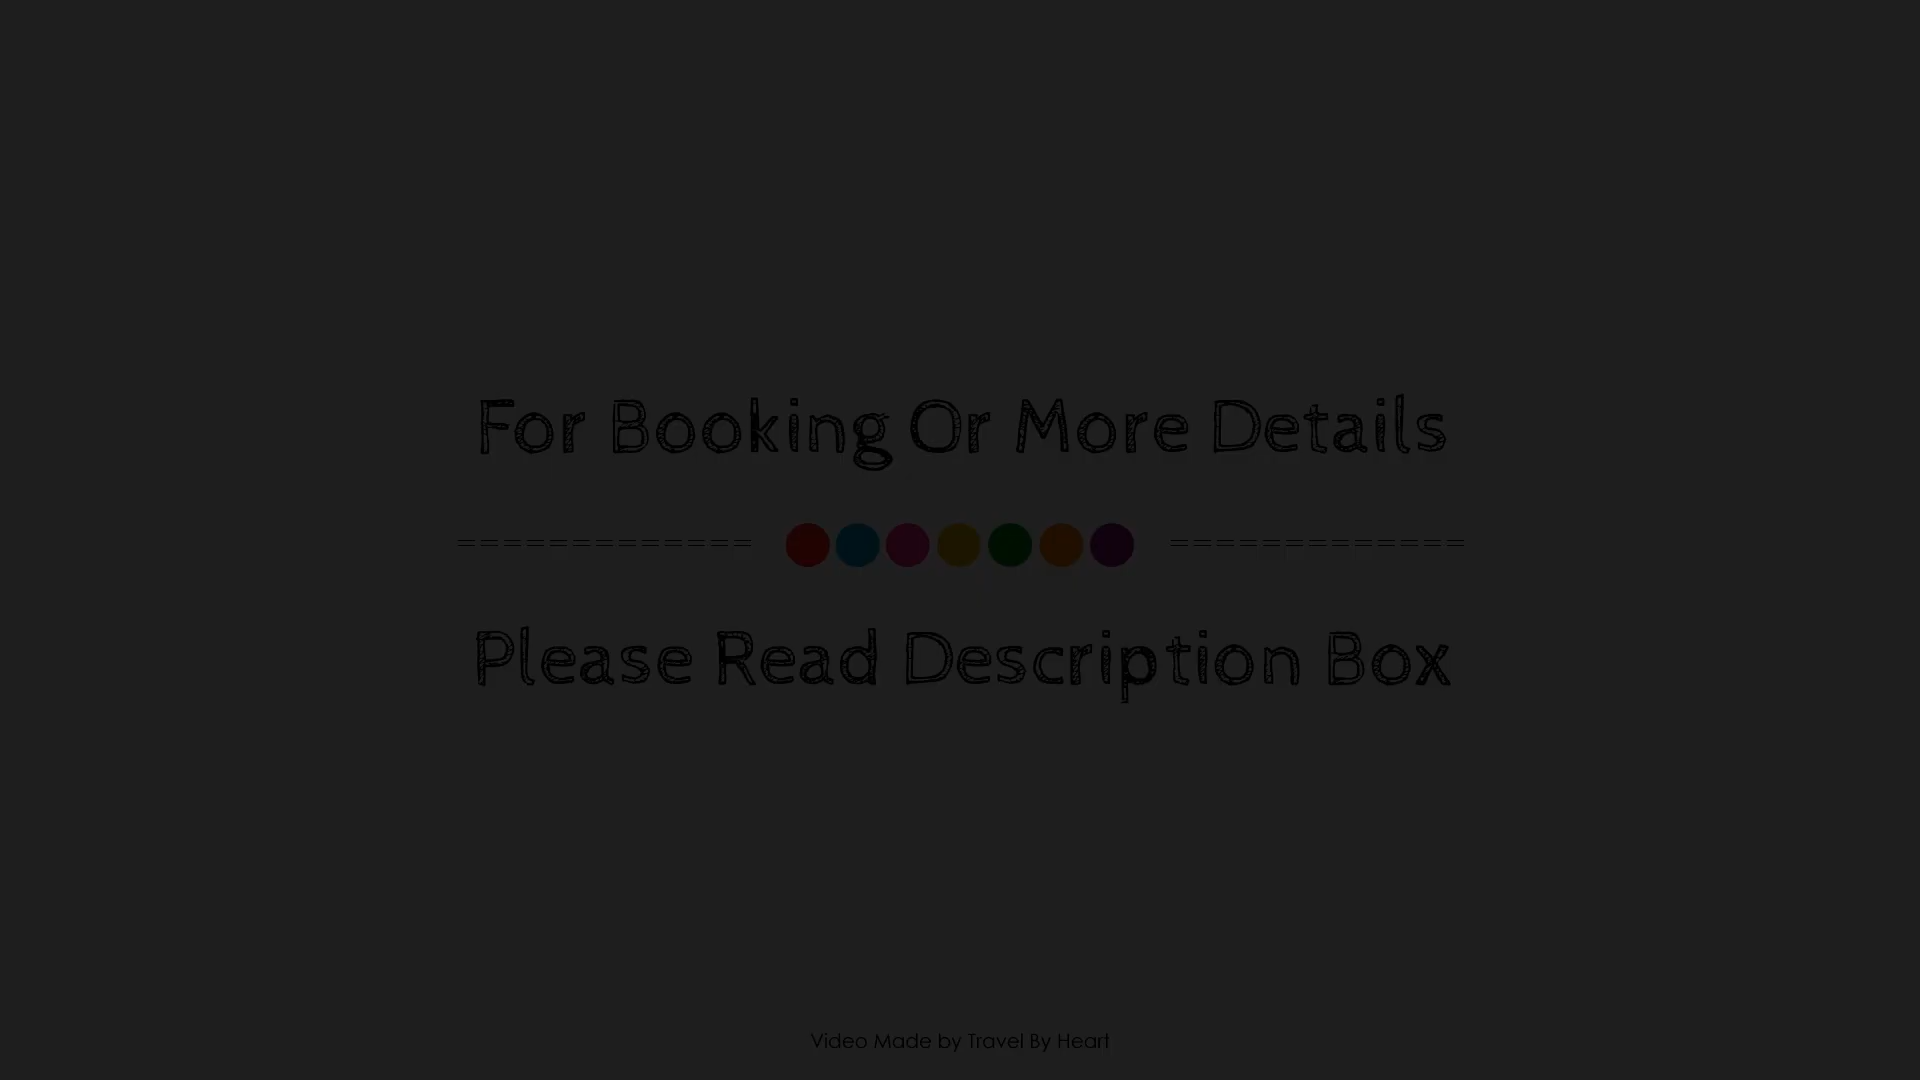 For Booking Or More Details
============= =============
Please Read Description Box
Video Made by Travel By Heart